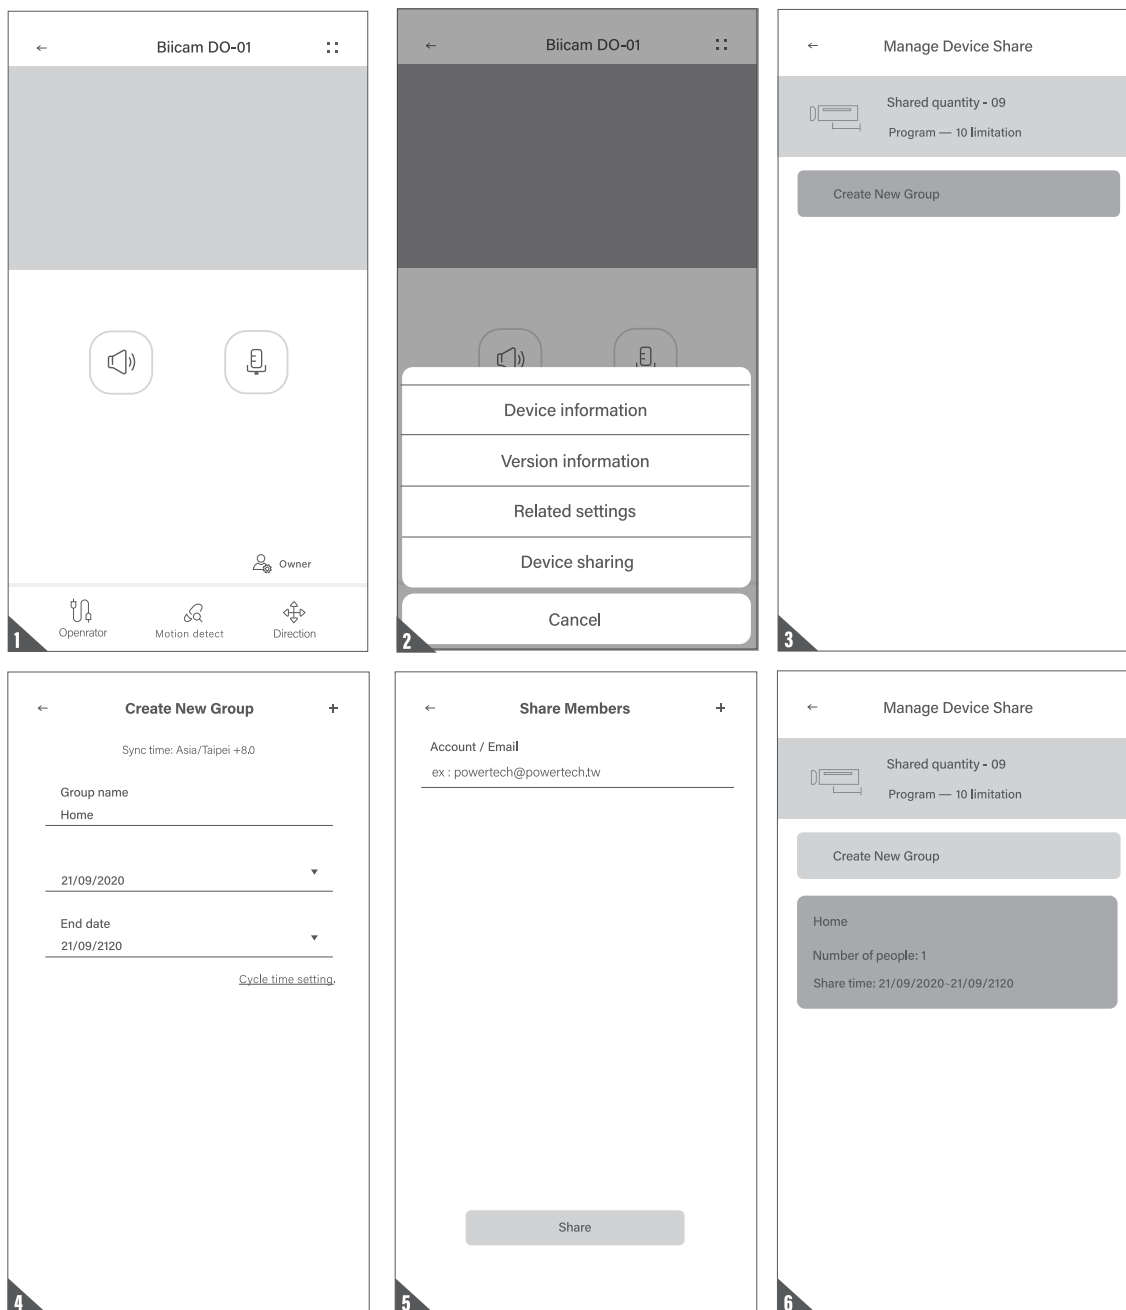 Biicam DO-01
Owner
Openrator
Motion detect
Direction
1
Biicam DO-01
Device information
Version information
Related settings
Device sharing
Cancel
2
Manage Device Share
Shared quantity - 09
Program — 10 limitation
Create New Group
3
Create New Group
Sync time: Asia/Taipei +8.0
Group name
Home
21/09/2020
End date
21/09/2120
Cycle time setting.
4
Share Members
Account / Email
ex : powertech@powertech.tw
Share
5
Manage Device Share
Shared quantity - 09
Program — 10 limitation
Create New Group
Home
Number of people: 1
Share time: 21/09/2020~21/09/2120
6